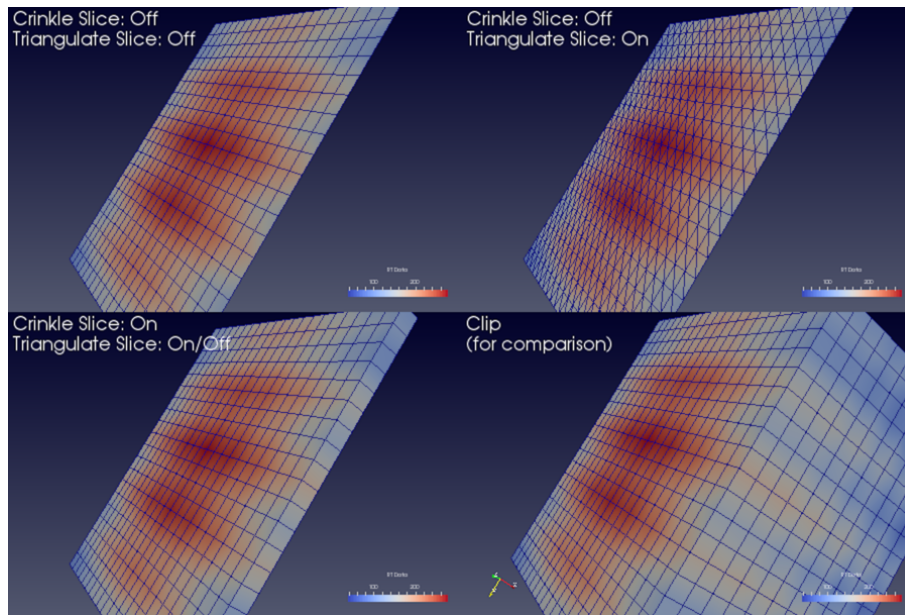 Crinkle Slice: Off
Triangulate Slice: Off
100
200
Crinkle Slice: Off
Triangulate Slice: On
100
200
Crinkle Slice: On
Triangulate Slice: On/Off
100
200
Clip
(for comparison)
100